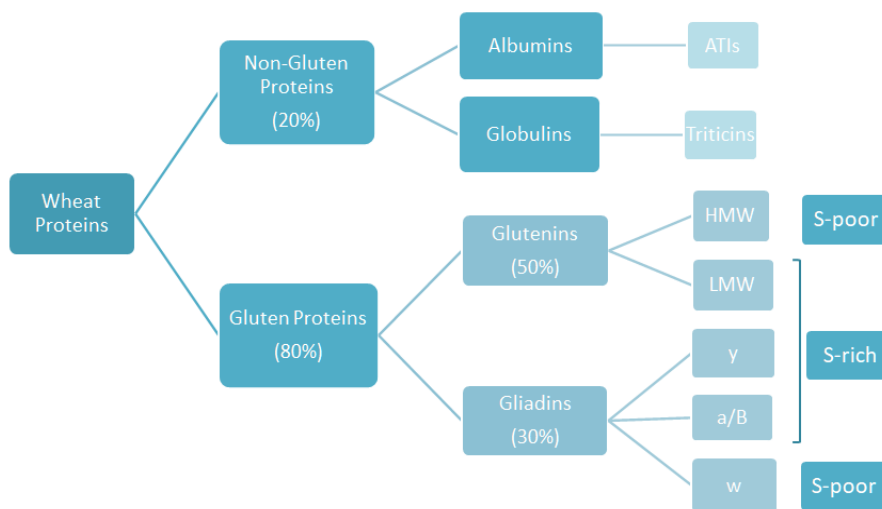 Wheat
Proteins
Non-Gluten
Proteins
(20%)
Albumins
ATIs
Globulins
Triticins
Gluten Proteins
(80%)
Glutenins
(50%)
HMW
S-poor
LMW
Gliadins
(30%)
y
a/B
S-rich
w
S-poor